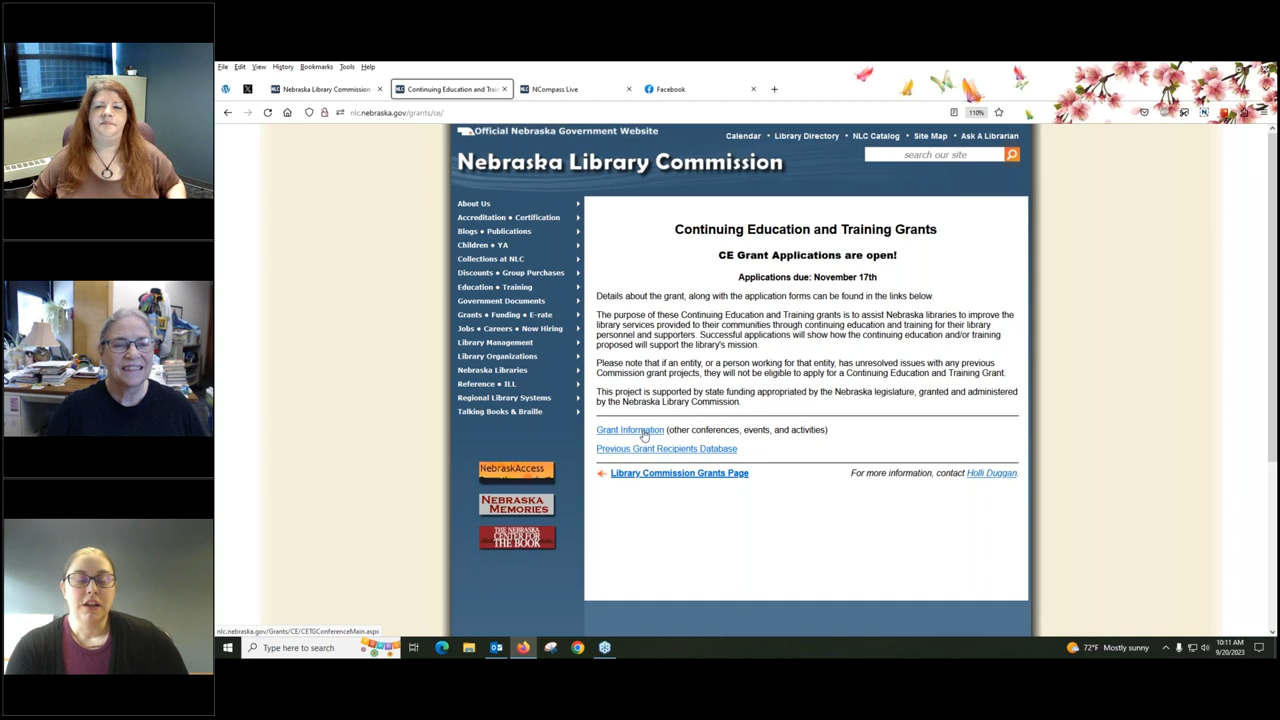 File Edit View History Bookmarks Tools Help
Nebraska Library Commission -
Continuing Education and Train
NCompass Live
Facebook
nlc.nebraska.gov/grants/ce/
110%
Official Nebraska Government Website
Calendar • Library Directory • NLC Catalog • Site Map • Ask A Librarian
Nebraska Library Commission
search our site
About Us
Accreditation • Certification
Blogs • Publications
Children • YA
Collections at NLC
Discounts • Group Purchases
Education • Training
Government Documents
Grants • Funding • E-rate
Jobs • Careers • Now Hiring
Library Management
Library Organizations
Nebraska Libraries
Reference • ILL
Regional Library Systems
Talking Books & Braille
NebraskAccess
NEBRASKA
MEMORIES
THE NEBRASKA
CENTER FOR
THE BOOK
Continuing Education and Training Grants
CE Grant Applications are open!
Applications due: November 17th
Details about the grant, along with the application forms can be found in the links below.
The purpose of these Continuing Education and Training grants is to assist Nebraska libraries to improve the
library services provided to their communities through continuing education and training for their library
personnel and supporters. Successful applications will show how the continuing education and/or training
proposed will support the library's mission.
Please note that if an entity, or a person working for that entity, has unresolved issues with any previous
Commission grant projects, they will not be eligible to apply for a Continuing Education and Training Grant.
This project is supported by state funding appropriated by the Nebraska legislature, granted and administered
by the Nebraska Library Commission.
Grant Information (other conferences, events, and activities)
Previous Grant Recipients Database
Library Commission Grants Page
For more information, contact Holli Duggan.
nlc.nebraska.gov/Grants/CE/CETGConferenceMain.aspx
Type here to search
72°F Mostly sunny
10:11 AM
9/20/2023